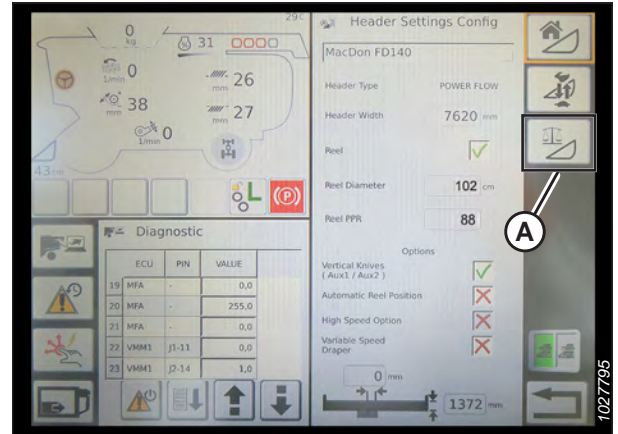 29C
0
kg
31
0
1/min
mm 26
38
mm
mm 27
0
1/min
43 cm
L
(P)
Diagnostic
ECU PIN VALUE
19 MFA - 0,0
20 MFA - 255,0
21 MFA - 0,0
22 VMM1 J1-11 0,0
23 VMM1 J2-14 1,0
Header Settings Config
MacDon FD140
Header Type POWER FLOW
Header Width 7620 mm
Reel
Reel Diameter 102 cm
Reel PPR 88
Options
Vertical Knives
( Aux1 / Aux2 )
Automatic Reel Position
High Speed Option
Variable Speed
Draper
0 mm
1372 mm
A
1027795